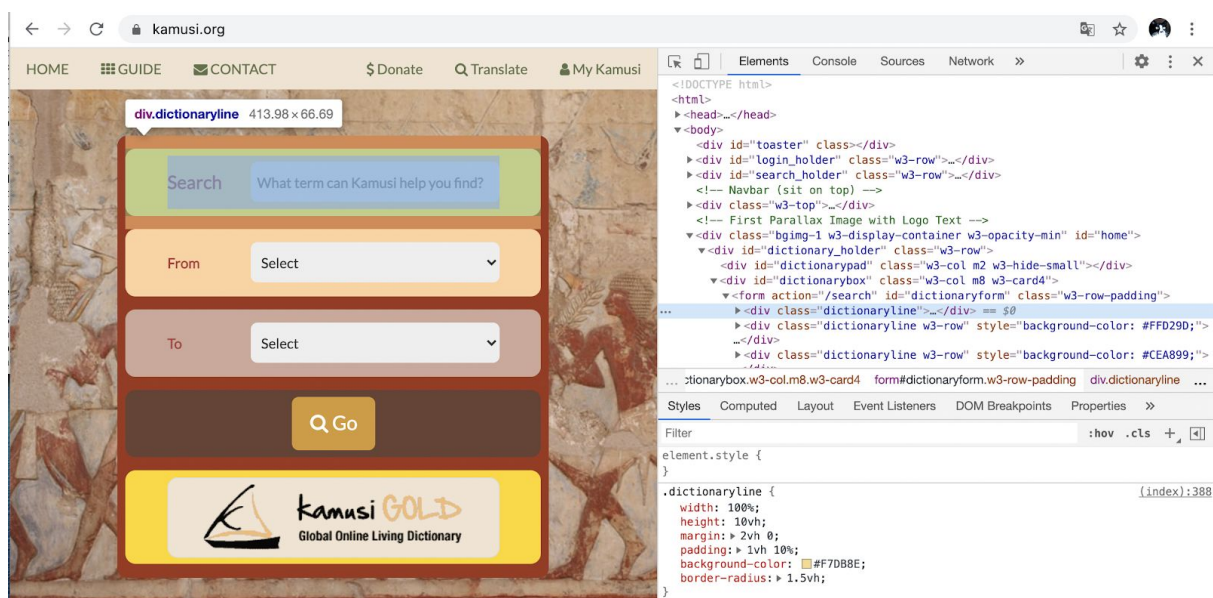 kamusi.org
HOME GUIDE CONTACT $ Donate Translate My Kamusi
div.dictionaryline 413.98 × 66.69
Search What term can Kamusi help you find?
From Select
To Select
Go
kamusi GOLD
Global Online Living Dictionary
Elements Console Sources Network »
<!DOCTYPE html>
<html>
▶<head>…</head>
▼<body>
<div id="toaster" class></div>
▶<div id="login_holder" class="w3-row">…</div>
▶<div id="search_holder" class="w3-row">…</div>
<!-- Navbar (sit on top) -->
▶<div class="w3-top">…</div>
<!-- First Parallax Image with Logo Text -->
▼<div class="bgimg-1 w3-display-container w3-opacity-min" id="home">
▼<div id="dictionary_holder" class="w3-row">
<div id="dictionarypad" class="w3-col m2 w3-hide-small"></div>
▼<div id="dictionarybox" class="w3-col m8 w3-card4">
▼<form action="/search" id="dictionaryform" class="w3-row-padding">
… ▶<div class="dictionaryline">…</div> == $0
▶<div class="dictionaryline w3-row" style="background-color: #FFD29D;">
…</div>
▶<div class="dictionaryline w3-row" style="background-color: #CEA899;">
… :tionarybox.w3-col.m8.w3-card4 form#dictionaryform.w3-row-padding div.dictionaryline …
Styles Computed Layout Event Listeners DOM Breakpoints Properties »
Filter :hov .cls +
element.style {
}
.dictionaryline { (index):388
width: 100%;
height: 10vh;
margin: ▶ 2vh 0;
padding: ▶ 1vh 10%;
background-color: #F7DB8E;
border-radius: ▶ 1.5vh;
}